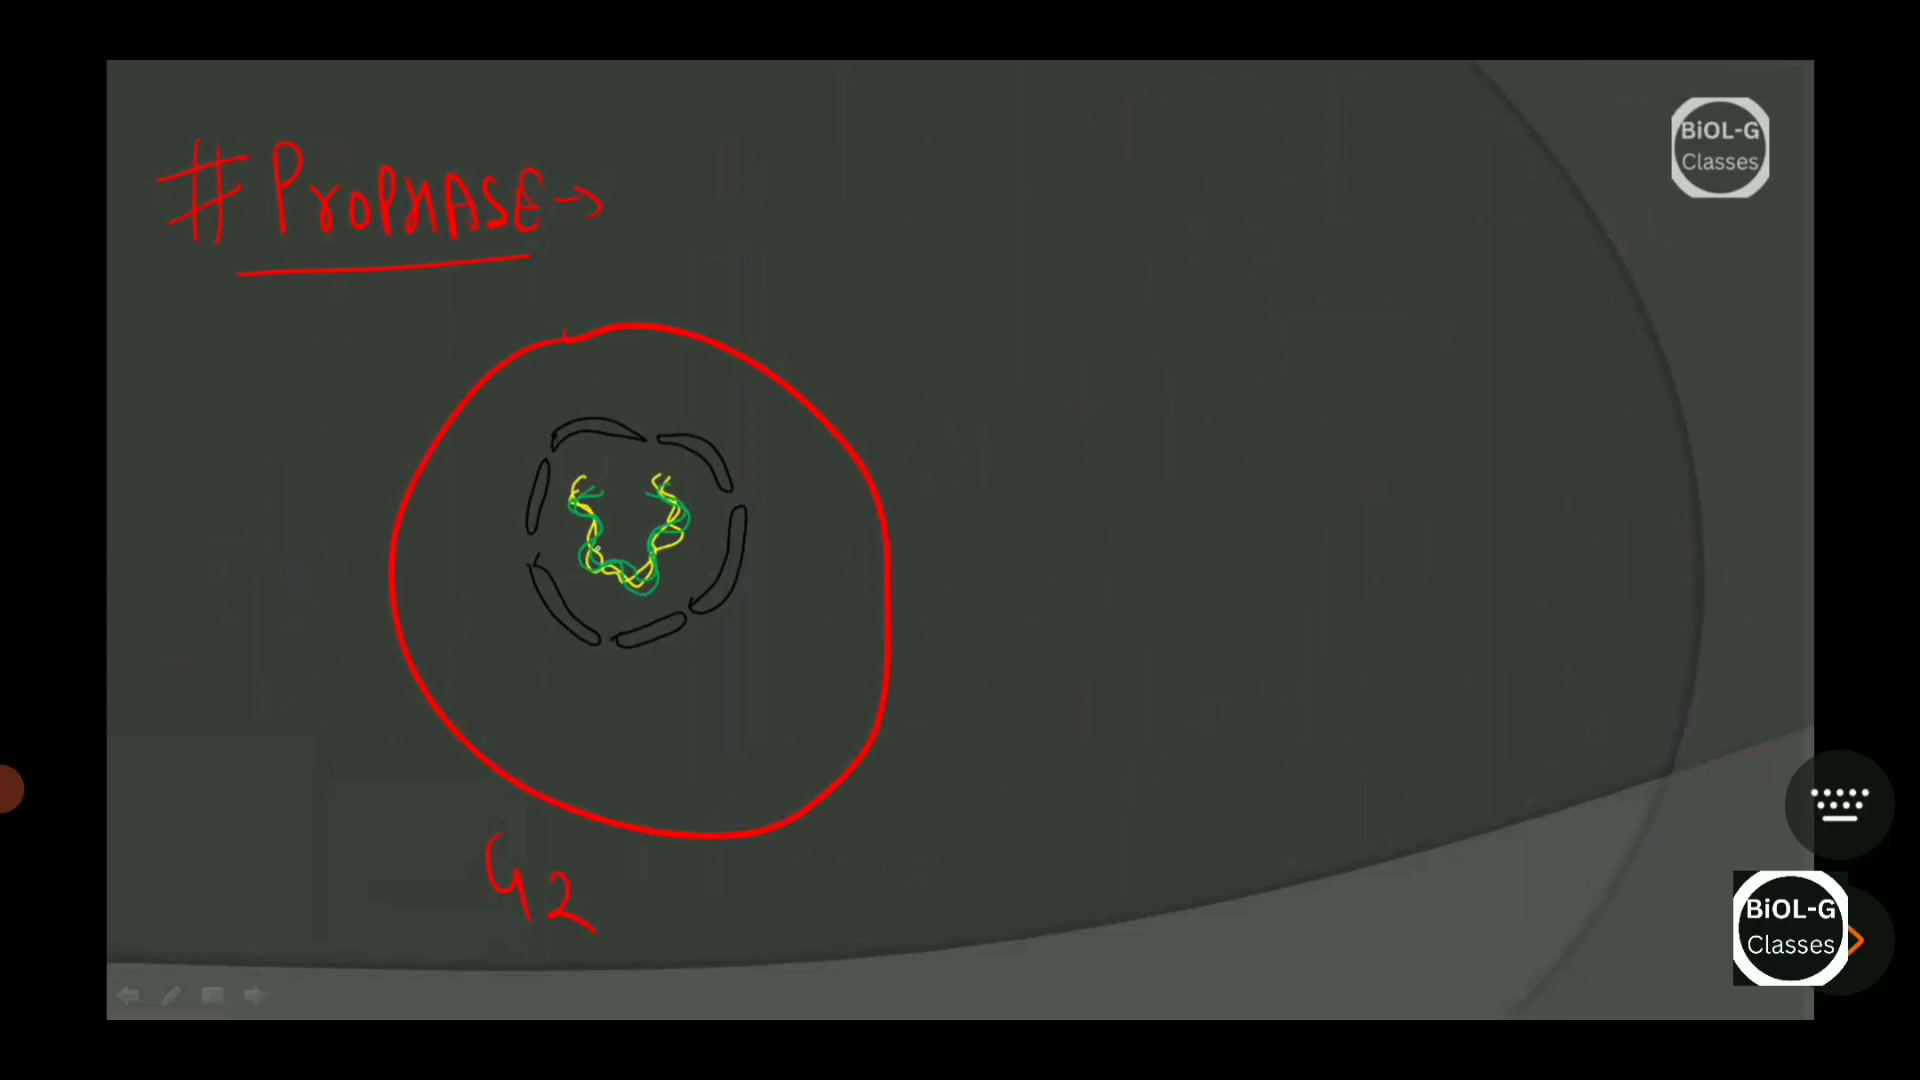 BiOL-G
Classes
#PrOPHASE→
G2
BiOL-G
Classes